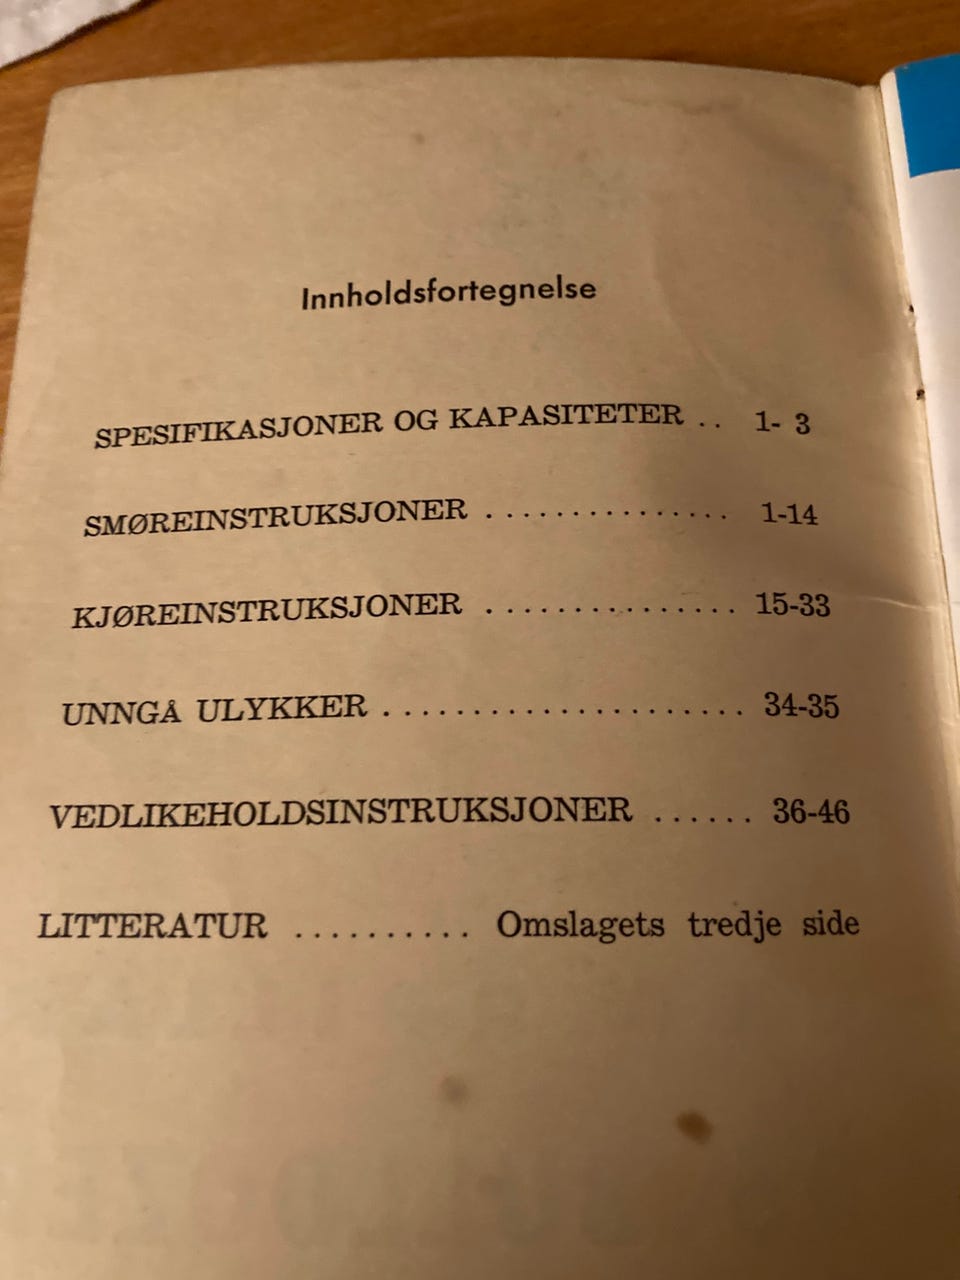 Innholdsfortegnelse
SPESIFIKASJONER OG KAPASITETER .. 1- 3
SMØREINSTRUKSJONER ............... 1-14
KJØREINSTRUKSJONER ............... 15-33
UNNGÅ ULYKKER ..................... 34-35
VEDLIKEHOLDSINSTRUKSJONER ...... 36-46
LITTERATUR .......... Omslagets tredje side